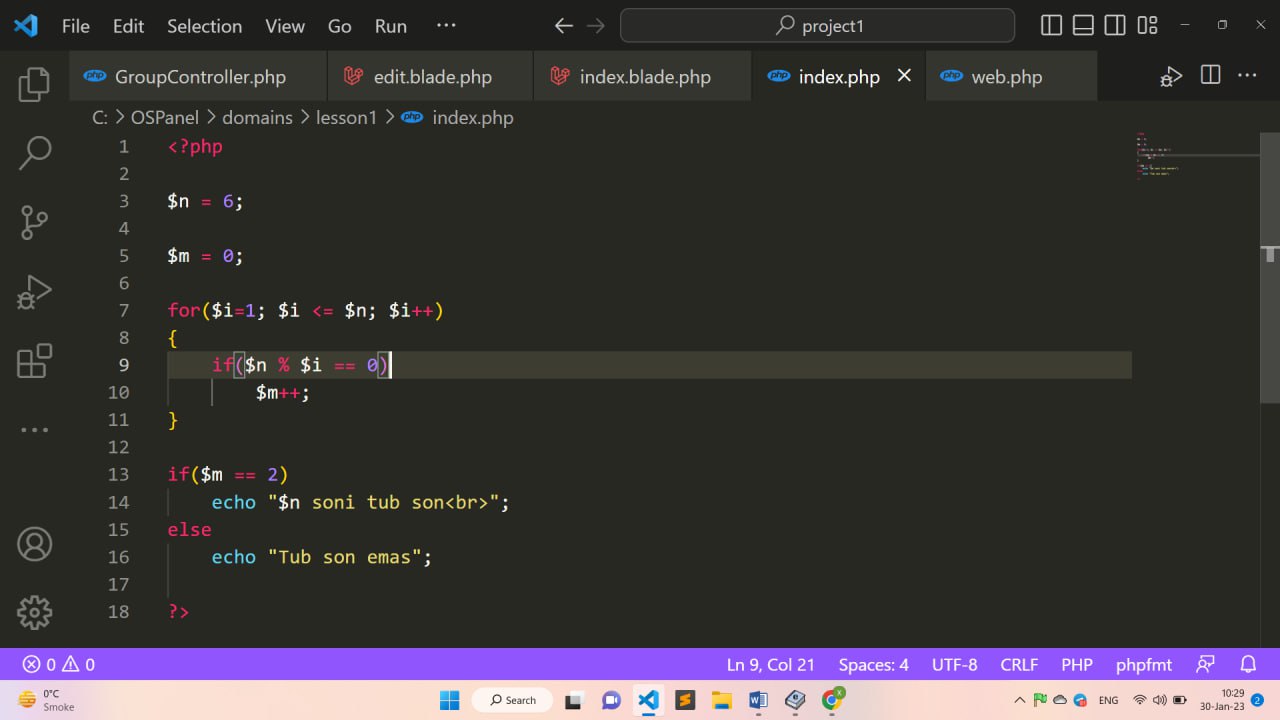 File Edit Selection View Go Run ··· project1
GroupController.php edit.blade.php index.blade.php index.php web.php
C: > OSPanel > domains > lesson1 > index.php
1 <?php
2
3 $n = 6;
4
5 $m = 0;
6
7 for($i=1; $i <= $n; $i++)
8 {
9 if($n % $i == 0)
10 $m++;
11 }
12
13 if($m == 2)
14 echo "$n soni tub son<br>";
15 else
16 echo "Tub son emas";
17
18 ?>
0 0 Ln 9, Col 21 Spaces: 4 UTF-8 CRLF PHP phpfmt
0°C
Smoke
Search
ENG
10:29
30-Jan-23
2